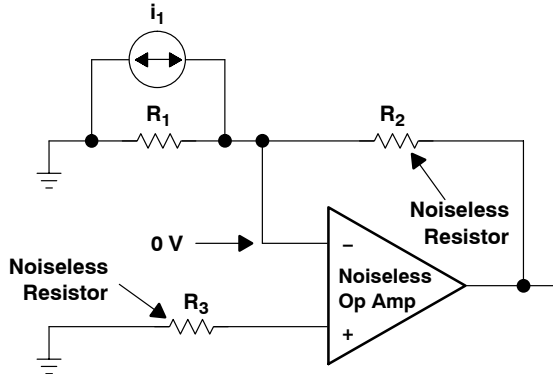 i1
R1
R2
Noiseless
Resistor
0 V
−
Noiseless
Op Amp
+
Noiseless
Resistor
R3